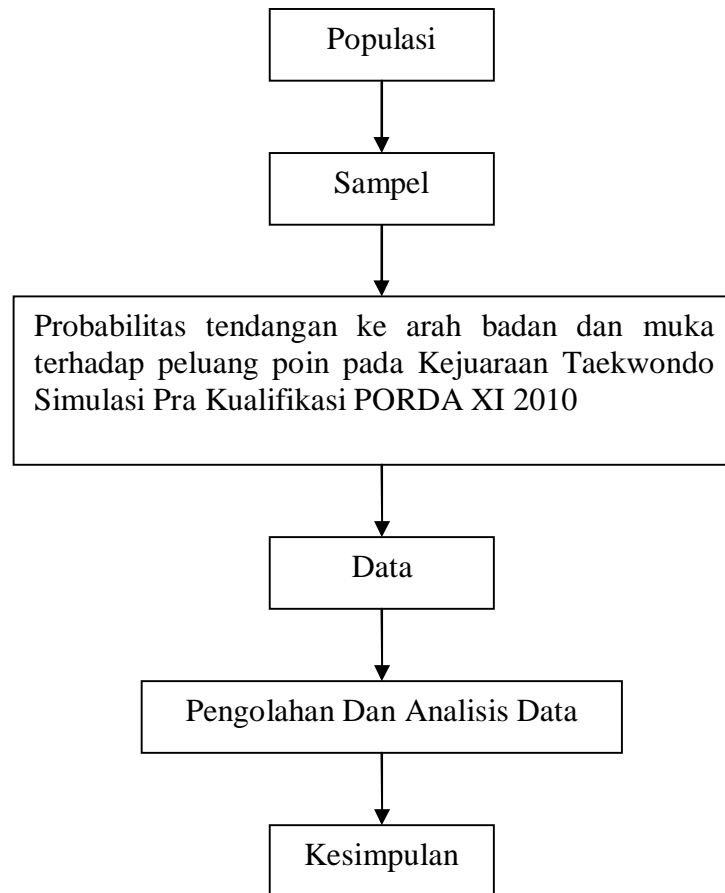 Populasi
Sampel
Probabilitas tendangan ke arah badan dan muka
terhadap peluang poin pada Kejuaraan Taekwondo
Simulasi Pra Kualifikasi PORDA XI 2010
Data
Pengolahan Dan Analisis Data
Kesimpulan